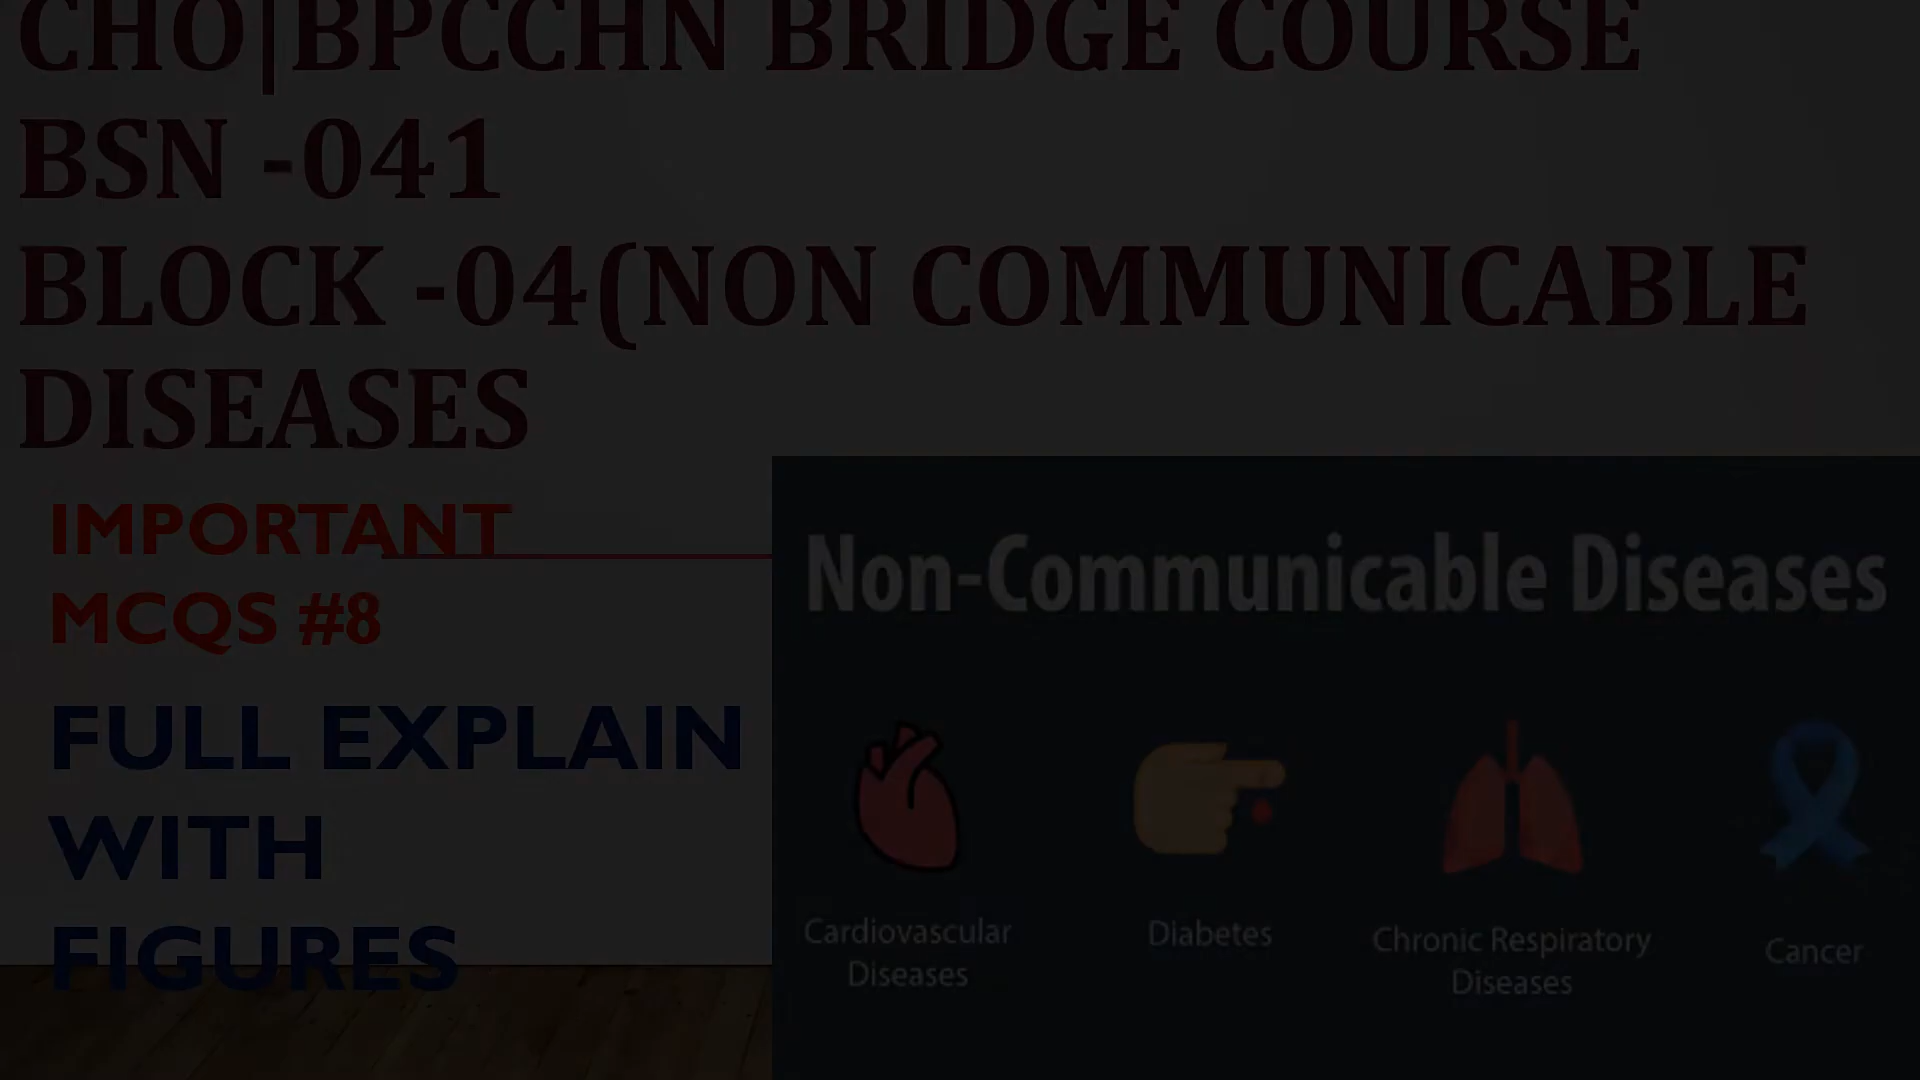 CHO|BPCCHN BRIDGE COURSE
BSN -041
BLOCK -04(NON COMMUNICABLE
DISEASES
IMPORTANT
MCQS #8
FULL EXPLAIN
WITH
FIGURES
Non-Communicable Diseases
Cardiovascular
Diseases
Diabetes
Chronic Respiratory
Diseases
Cancer